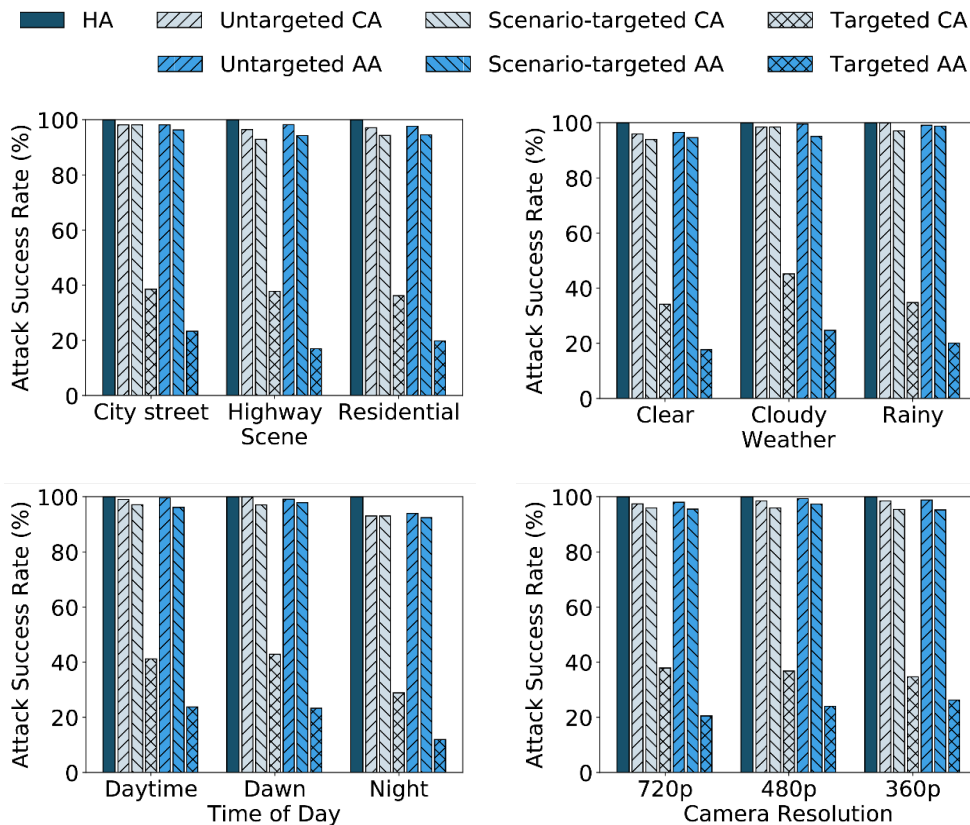 HA Untargeted CA Scenario-targeted CA Targeted CA
Untargeted AA Scenario-targeted AA Targeted AA
Attack Success Rate (%)
100
80
60
40
20
0
City street Highway Residential
Scene
Attack Success Rate (%)
100
80
60
40
20
0
Clear Cloudy Rainy
Weather
Attack Success Rate (%)
100
80
60
40
20
0
Daytime Dawn Night
Time of Day
Attack Success Rate (%)
100
80
60
40
20
0
720p 480p 360p
Camera Resolution